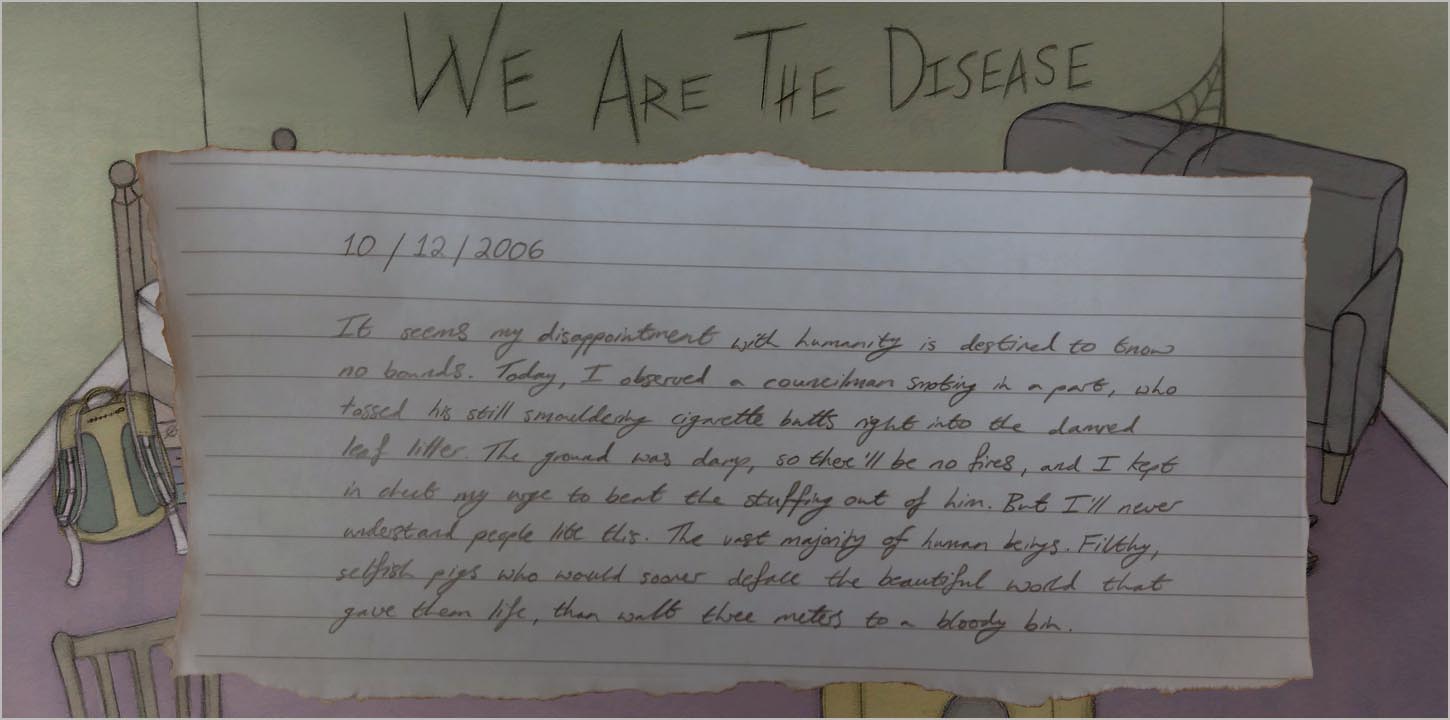 WE ARE THE DISEASE
10 / 12 / 2006
It seems my disappointment with humanity is destined to know
no bounds. Today, I observed a councilman smoking in a park, who
tossed his still smouldering cigarette butts right into the damned
leaf litter. The ground was damp, so there'll be no fires, and I kept
in check my urge to beat the stuffing out of him. But I'll never
understand people like this. The vast majority of human beings. Filthy,
selfish pigs who would sooner deface the beautiful world that
gave them life, than walk three meters to a bloody bin.